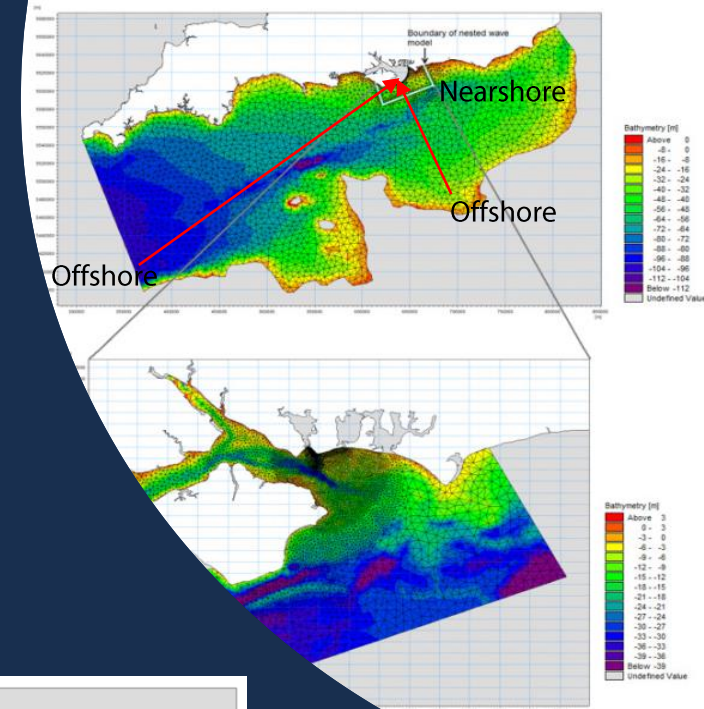 Boundary of nested wave
model
Nearshore
Offshore
Offshore
[m]
Bathymetry [m]
Above 0
-8 - 0
-16 - -8
-24 - -16
-32 - -24
-40 - -32
-48 - -40
-56 - -48
-64 - -56
-72 - -64
-80 - -72
-88 - -80
-96 - -88
-104 - -96
-112 - -104
Below -112
Undefined Value
Bathymetry [m]
Above 3
0 - 3
-3 - 0
-6 - -3
-9 - -6
-12 - -9
-15 - -12
-18 - -15
-21 - -18
-24 - -21
-27 - -24
-30 - -27
-33 - -30
-36 - -33
-39 - -36
Below -39
Undefined Value